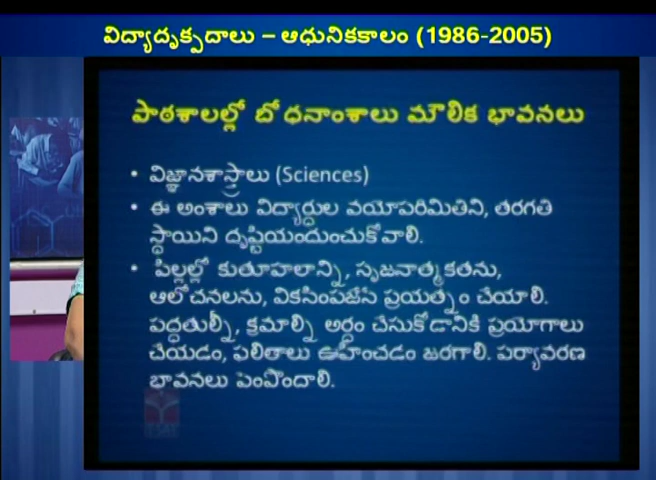 విద్యాదృక్పదాలు – ఆధునికకాలం (1986-2005)
పాఠశాలల్లో బోధనాంశాలు మౌలిక భావనలు
• విజ్ఞానశాస్త్రాలు (Sciences)
• ఈ అంశాలు విద్యార్థుల వయోపరిమితిని, తరగతి
స్థాయిని దృష్టియందుంచుకోవాలి.
• పిల్లల్లో కుతూహలాన్ని, సృజనాత్మకతను,
ఆలోచనలను, వికసింపజేసే ప్రయత్నం చేయాలి.
పద్ధతుల్నీ, క్రమాల్ని అర్థం చేసుకోడానికి ప్రయోగాలు
చేయడం, ఫలితాలు ఊహించడం జరగాలి. పర్యావరణ
భావనలు పెంపొందాలి.